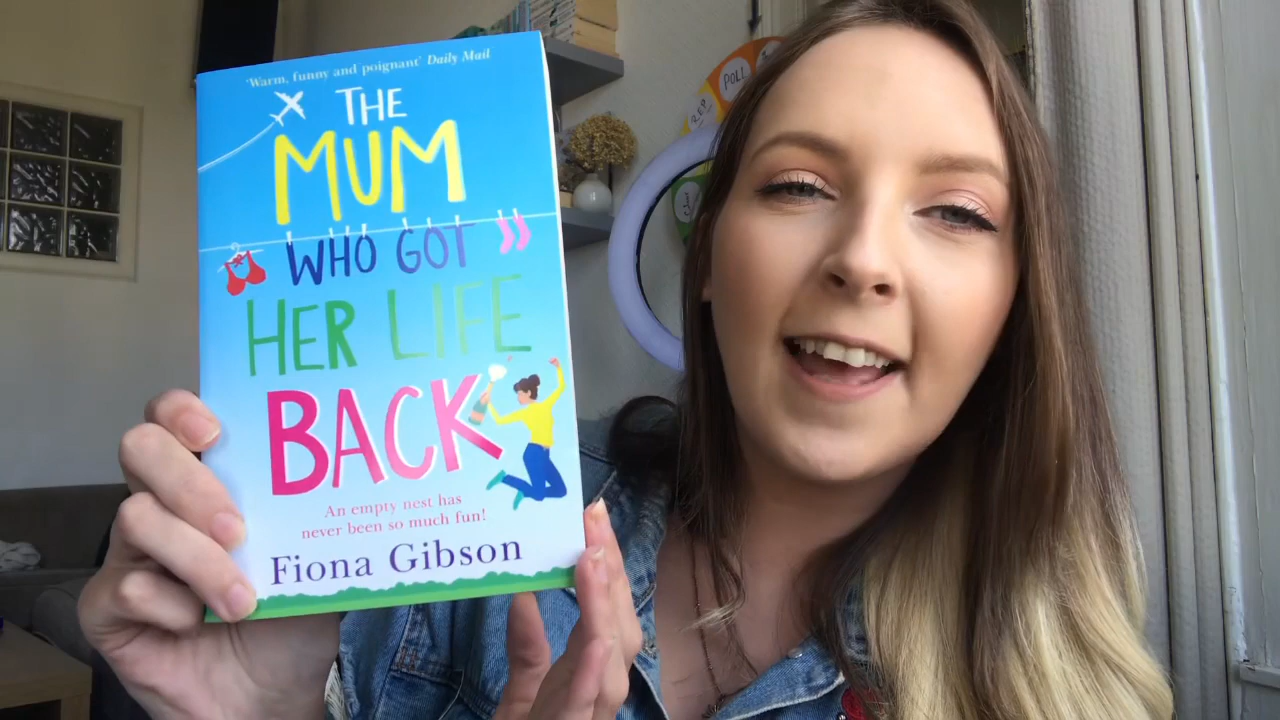 'Warm, funny and poignant' Daily Mail
THE
MUM
WHO GOT
HER LIFE
BACK
An empty nest has
never been so much fun!
Fiona Gibson
POLL
REP